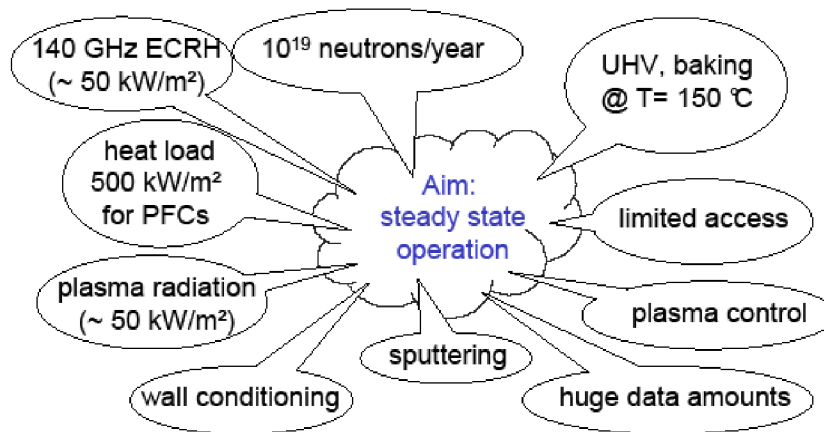 140 GHz ECRH
(~ 50 kW/m²)
10¹⁹ neutrons/year
UHV, baking
@ T= 150 °C
heat load
500 kW/m²
for PFCs
Aim:
steady state
operation
limited access
plasma radiation
(~ 50 kW/m²)
plasma control
sputtering
wall conditioning
huge data amounts